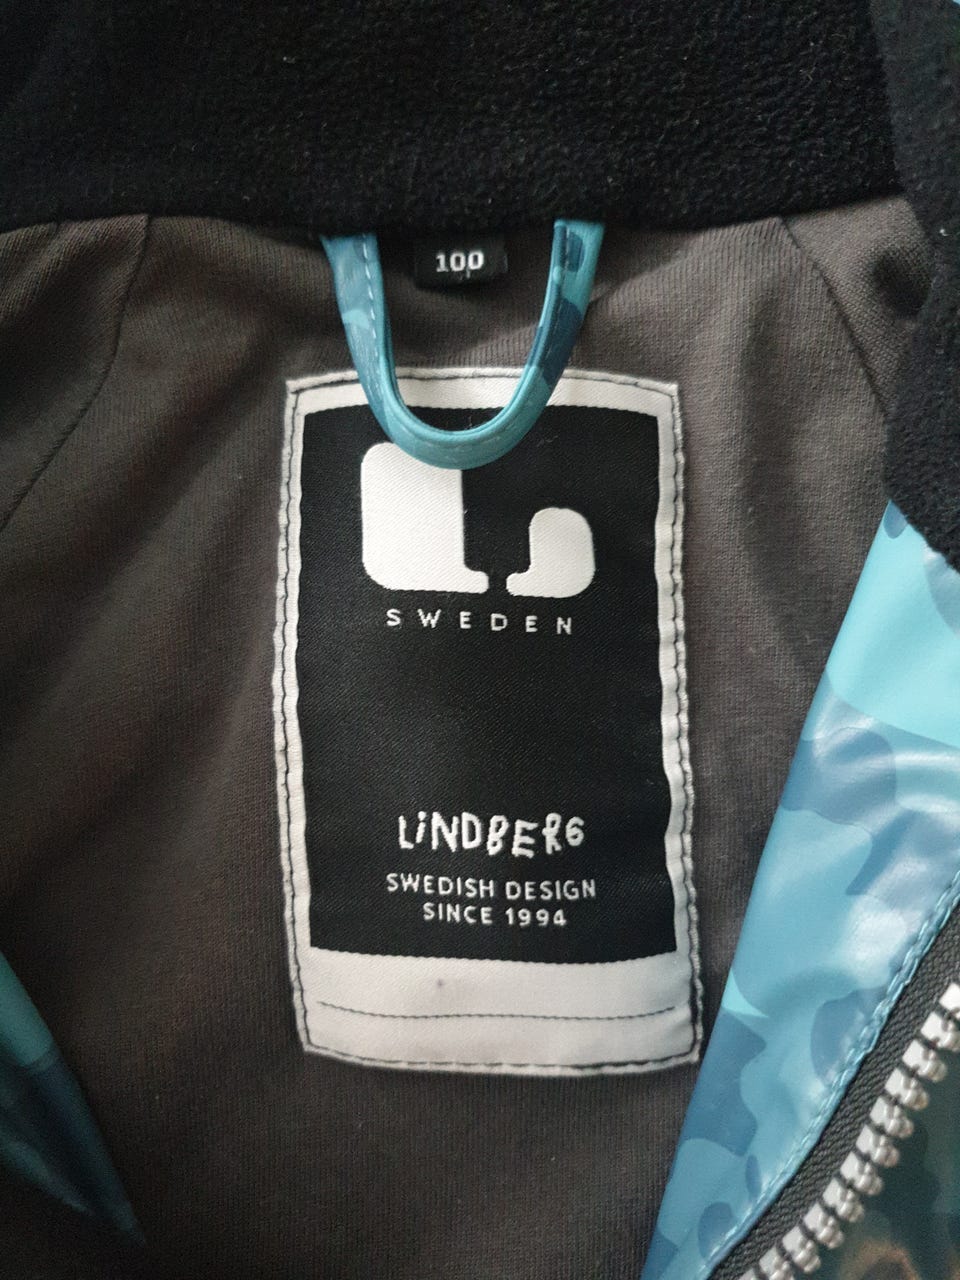 100
SWEDEN
LiNDBERG
SWEDISH DESIGN
SINCE 1994